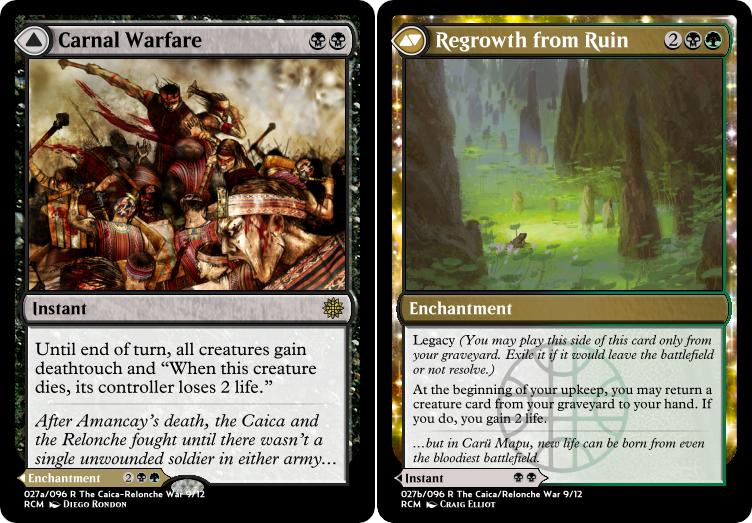 Carnal Warfare
Instant
Until end of turn, all creatures gain
deathtouch and “When this creature
dies, its controller loses 2 life.”
After Amancay’s death, the Caica and
the Relonche fought until there wasn’t a
single unwounded soldier in either army…
Enchantment 2
027a/096 R The Caica-Relonche War 9/12
RCM Diego Rondon
Regrowth from Ruin 2
Enchantment
Legacy (You may play this side of this card only from
your graveyard. Exile it if it would leave the battlefield
or not resolve.)
At the beginning of your upkeep, you may return a
creature card from your graveyard to your hand. If
you do, you gain 2 life.
…but in Carü Mapu, new life can be born from even
the bloodiest battlefield.
Instant
027b/096 R The Caica/Relonche War 9/12
RCM Craig Elliot